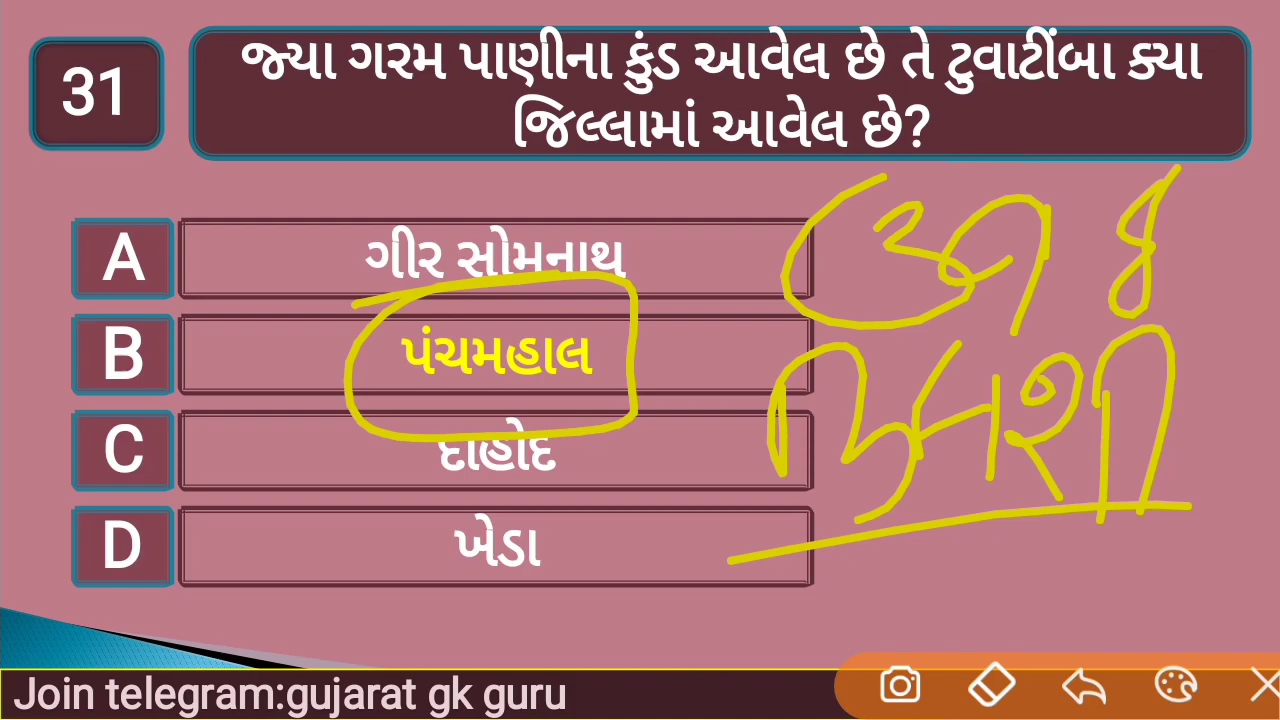 31
જ્યા ગરમ પાણીના કુંડ આવેલ છે તે ટુવાટીંબા ક્યા
જિલ્લામાં આવેલ છે?
A ગીર સોમનાથ
B પંચમહાલ
C દાહોદ
D ખેડા
Join telegram:gujarat gk guru